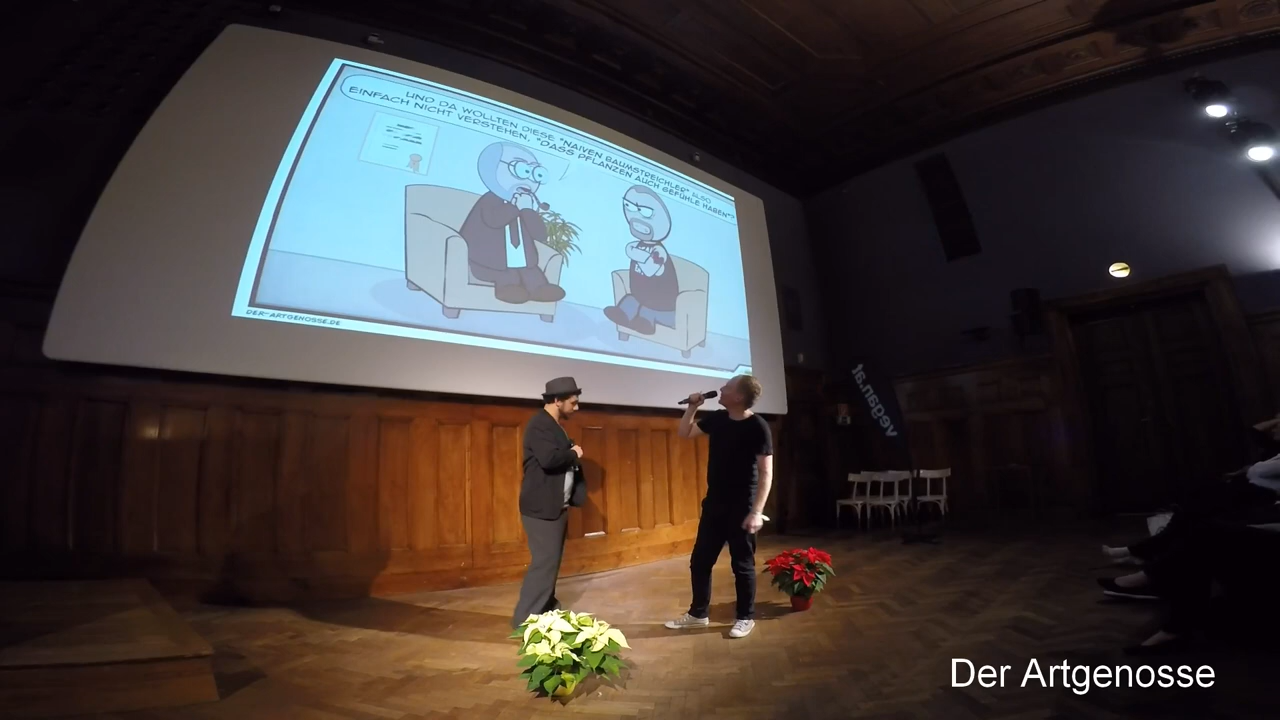 UND DA WOLLTEN DIESE "NAIVEN BAUMSTREICHLER" ALSO
EINFACH NICHT VERSTEHEN, "DASS PFLANZEN AUCH GEFÜHLE HABEN"?
DER-ARTGENOSSE.DE
vegan.at
Der Artgenosse